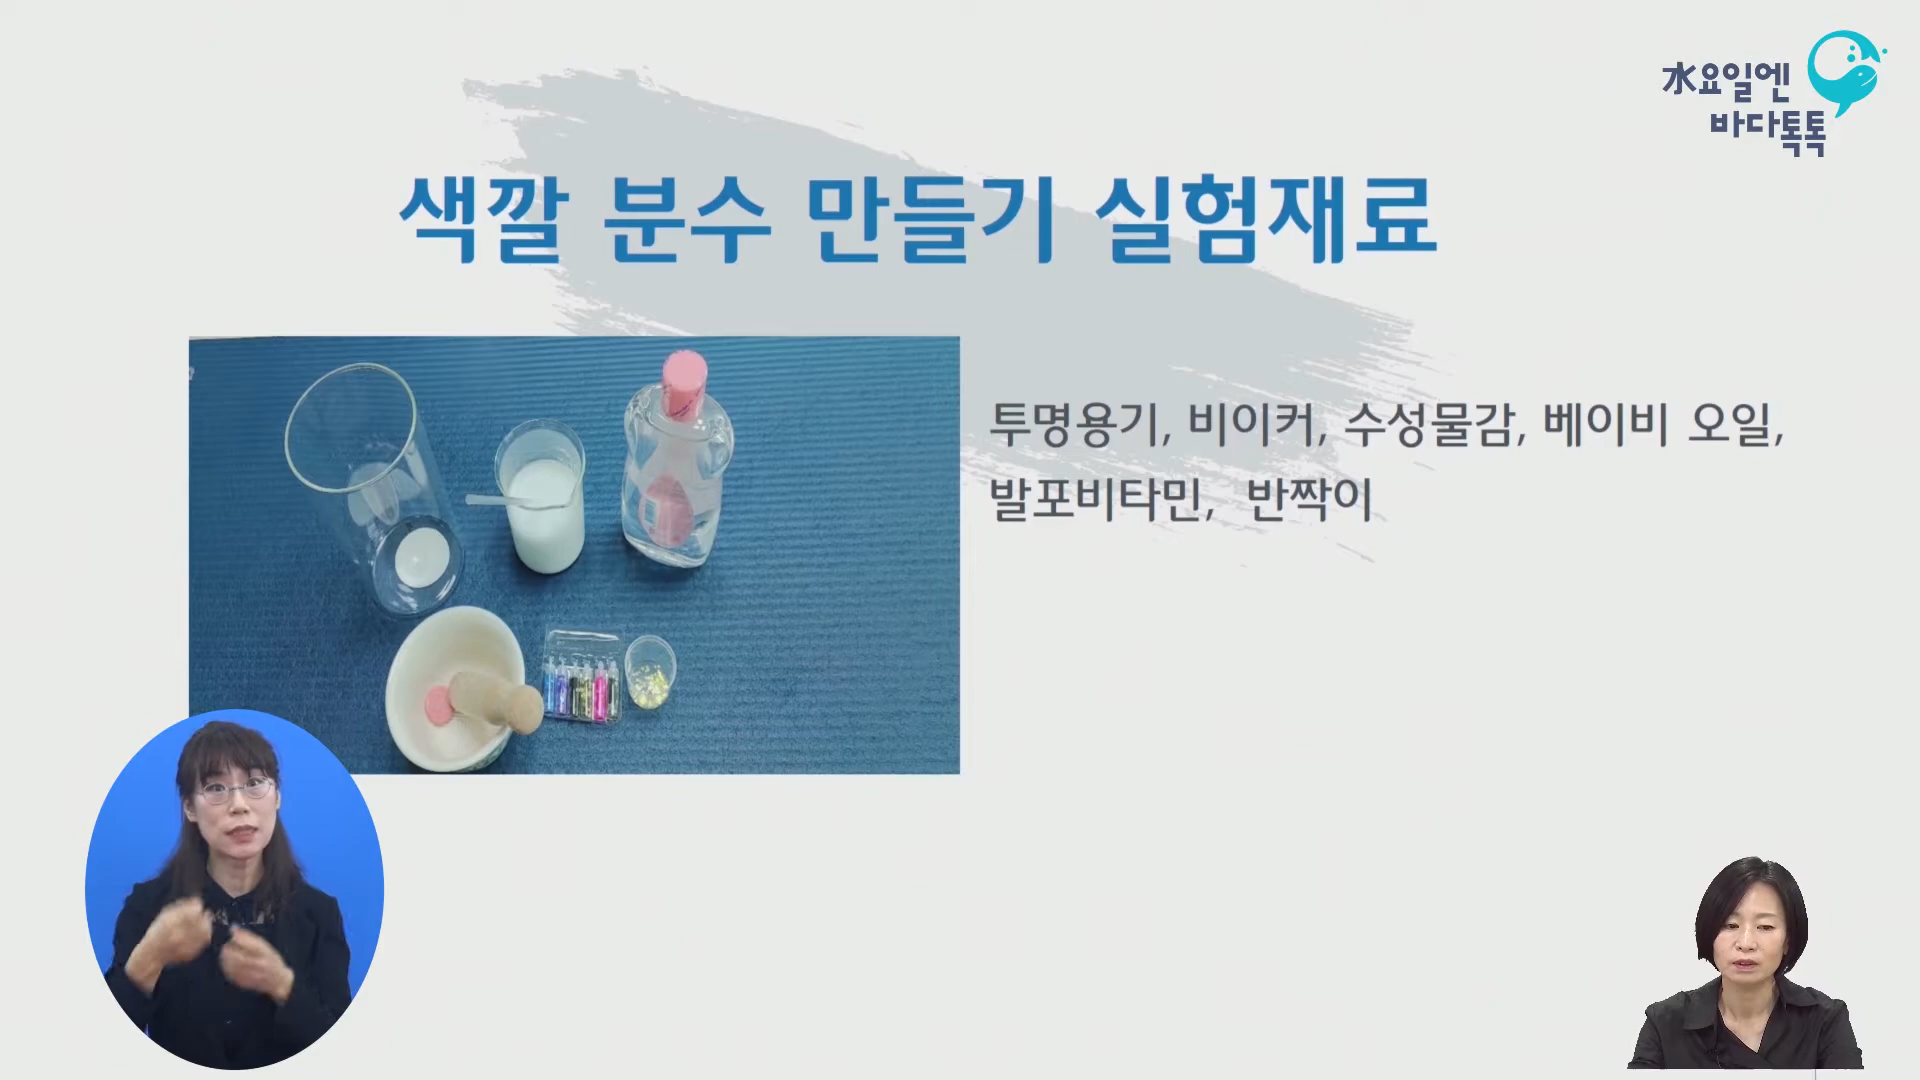 水요일엔
바다톡톡
색깔 분수 만들기 실험재료
투명용기, 비이커, 수성물감, 베이비 오일,
발포비타민, 반짝이